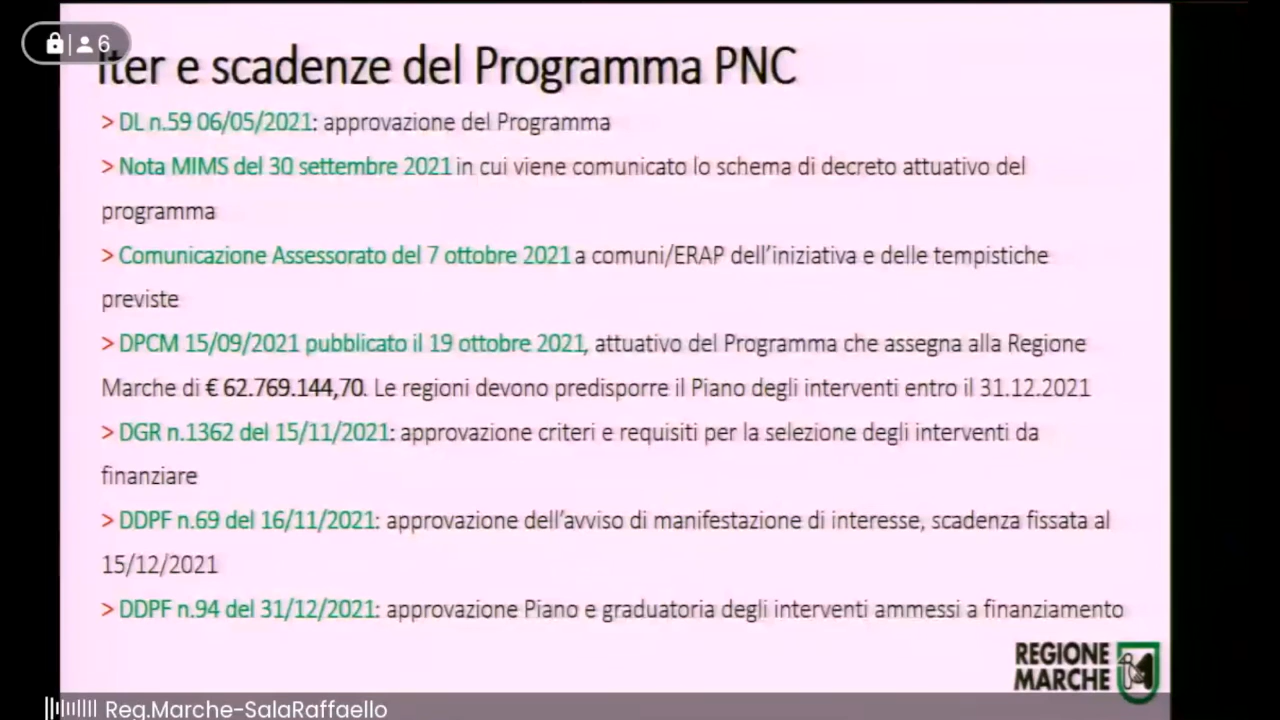 6
Iter e scadenze del Programma PNC
> DL n.59 06/05/2021: approvazione del Programma
> Nota MIMS del 30 settembre 2021 in cui viene comunicato lo schema di decreto attuativo del
programma
> Comunicazione Assessorato del 7 ottobre 2021 a comuni/ERAP dell'iniziativa e delle tempistiche
previste
> DPCM 15/09/2021 pubblicato il 19 ottobre 2021, attuativo del Programma che assegna alla Regione
Marche di € 62.769.144,70. Le regioni devono predisporre il Piano degli interventi entro il 31.12.2021
> DGR n.1362 del 15/11/2021: approvazione criteri e requisiti per la selezione degli interventi da
finanziare
> DDPF n.69 del 16/11/2021: approvazione dell'avviso di manifestazione di interesse, scadenza fissata al
15/12/2021
> DDPF n.94 del 31/12/2021: approvazione Piano e graduatoria degli interventi ammessi a finanziamento
REGIONE
MARCHE
Reg.Marche-SalaRaffaello